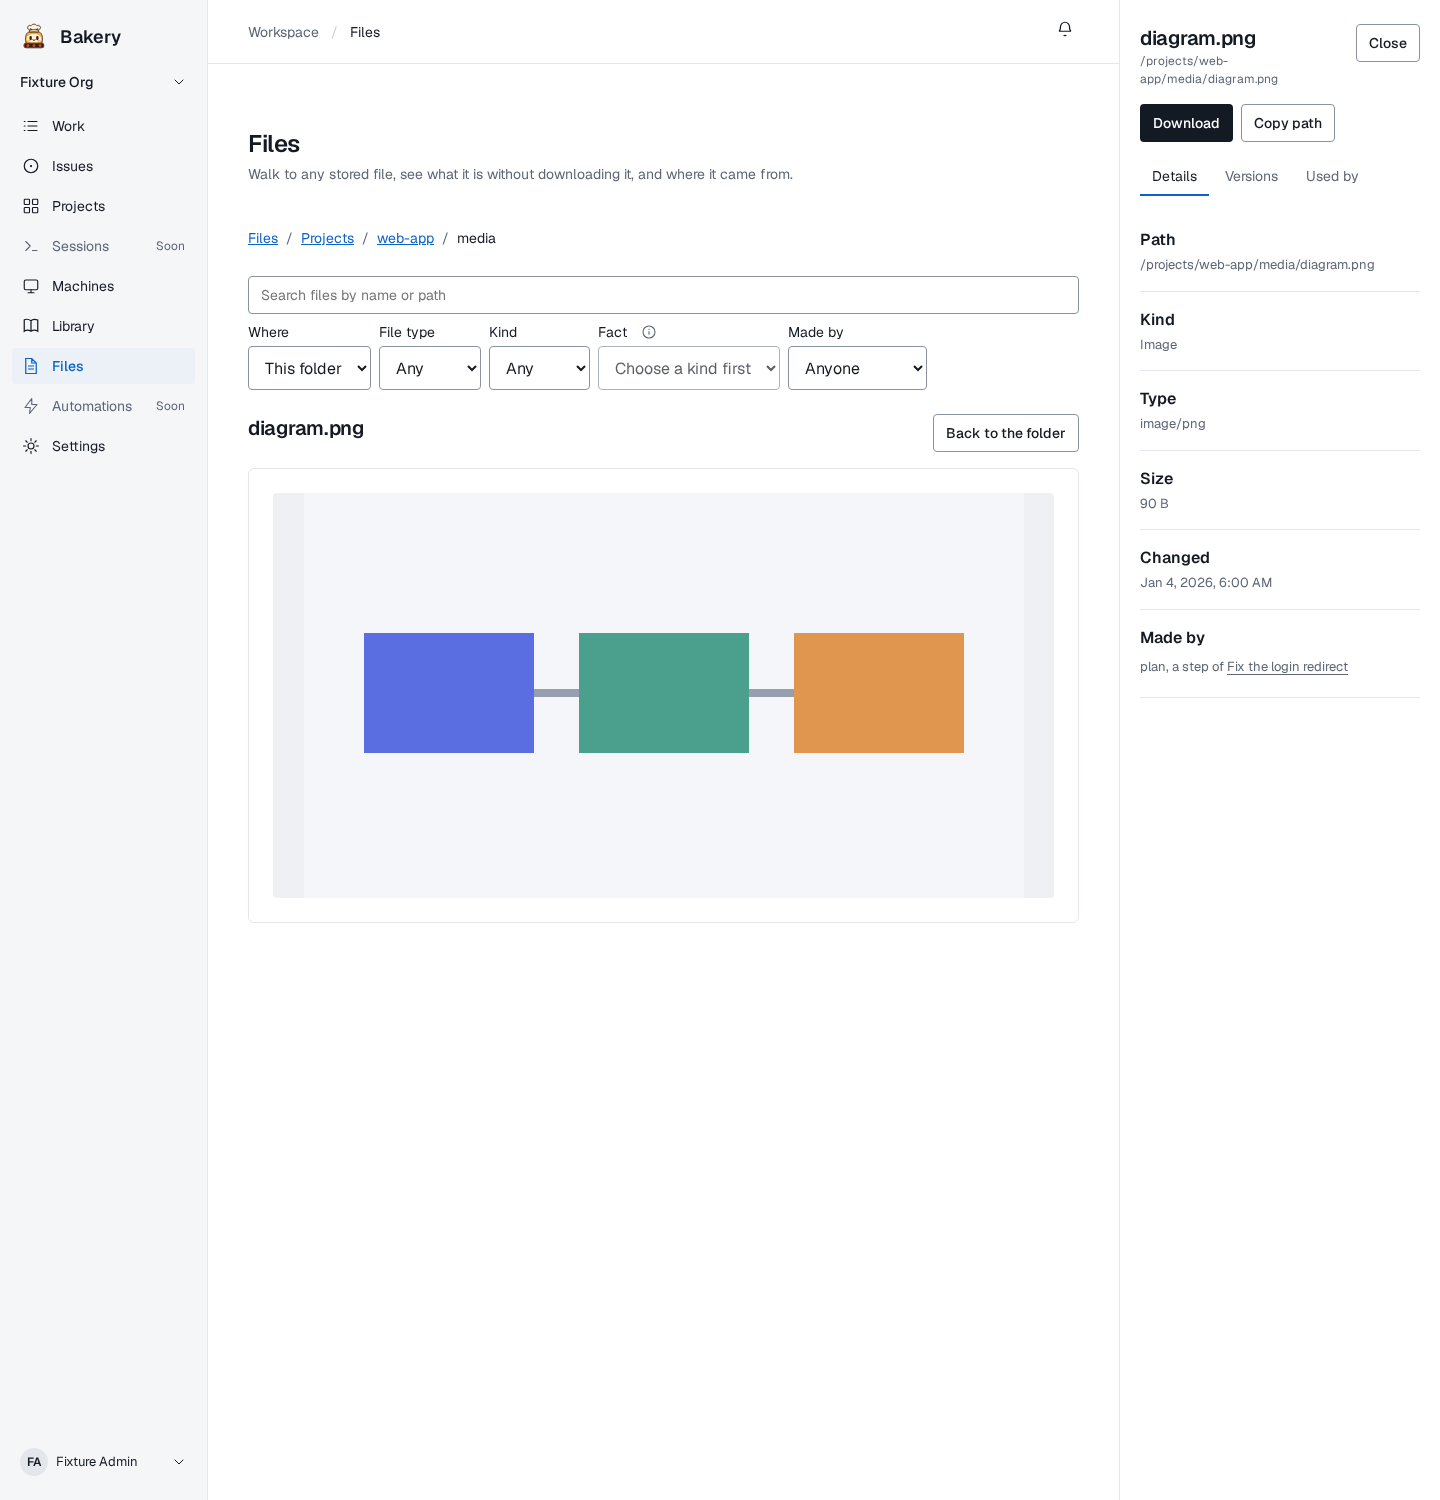 Bakery
Fixture Org
Work
Issues
Projects
Sessions Soon
Machines
Library
Files
Automations Soon
Settings
FA Fixture Admin
Workspace / Files
Files
Walk to any stored file, see what it is without downloading it, and where it came from.
Files / Projects / web-app / media
Search files by name or path
Where File type Kind Fact Made by
This folder Any Any Choose a kind first Anyone
diagram.png
Back to the folder
diagram.png
Close
/projects/web-
app/media/diagram.png
Download Copy path
Details Versions Used by
Path
/projects/web-app/media/diagram.png
Kind
Image
Type
image/png
Size
90 B
Changed
Jan 4, 2026, 6:00 AM
Made by
plan, a step of Fix the login redirect